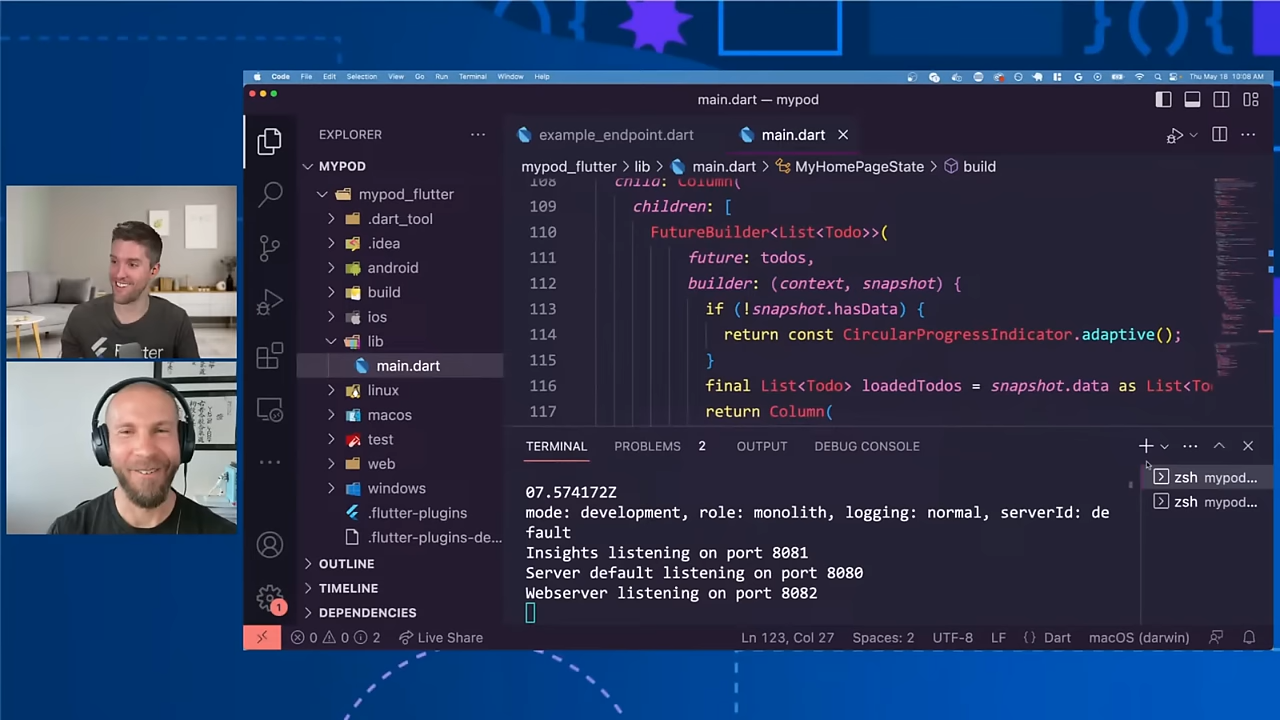 Code File Edit Selection View Go Run Terminal Window Help
Thu May 18 10:08 AM
main.dart — mypod
EXPLORER
MYPOD
mypod_flutter
.dart_tool
.idea
android
build
ios
lib
main.dart
linux
macos
test
web
windows
.flutter-plugins
.flutter-plugins-de...
OUTLINE
TIMELINE
DEPENDENCIES
example_endpoint.dart main.dart
mypod_flutter > lib > main.dart > MyHomePageState > build
108 child: Column(
109 children: [
110 FutureBuilder<List<Todo>>(
111 future: todos,
112 builder: (context, snapshot) {
113 if (!snapshot.hasData) {
114 return const CircularProgressIndicator.adaptive();
115 }
116 final List<Todo> loadedTodos = snapshot.data as List<To
117 return Column(
TERMINAL PROBLEMS 2 OUTPUT DEBUG CONSOLE
07.574172Z
mode: development, role: monolith, logging: normal, serverId: de
fault
Insights listening on port 8081
Server default listening on port 8080
Webserver listening on port 8082
zsh mypod...
zsh mypod...
1
0 0 2 Live Share
Ln 123, Col 27 Spaces: 2 UTF-8 LF {} Dart macOS (darwin)